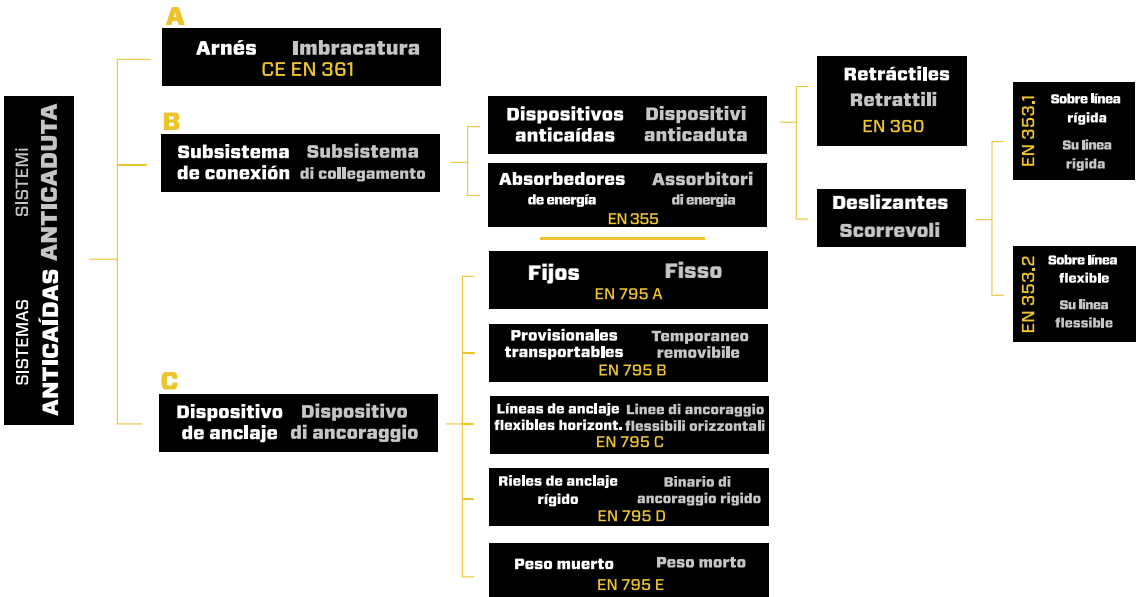 SISTEMAS SISTEMi
ANTICAÍDAS ANTICADUTA
A
Arnés Imbracatura
CE EN 361
B
Subsistema Subsistema
de conexión di collegamento
Dispositivos Dispositivi
anticaídas anticaduta
Absorbedores Assorbitori
de energía di energia
EN 355
Retráctiles
Retrattili
EN 360
Deslizantes
Scorrevoli
EN 353.1
Sobre línea
rígida
Su linea
rigida
EN 353.2
Sobre línea
flexible
Su linea
flessible
C
Dispositivo Dispositivo
de anclaje di ancoraggio
Fijos Fisso
EN 795 A
Provisionales Temporaneo
transportables removibile
EN 795 B
Líneas de anclaje Linee di ancoraggio
flexibles horizont. flessibili orizzontali
EN 795 C
Rieles de anclaje Binario di
rígido ancoraggio rigido
EN 795 D
Peso muerto Peso morto
EN 795 E